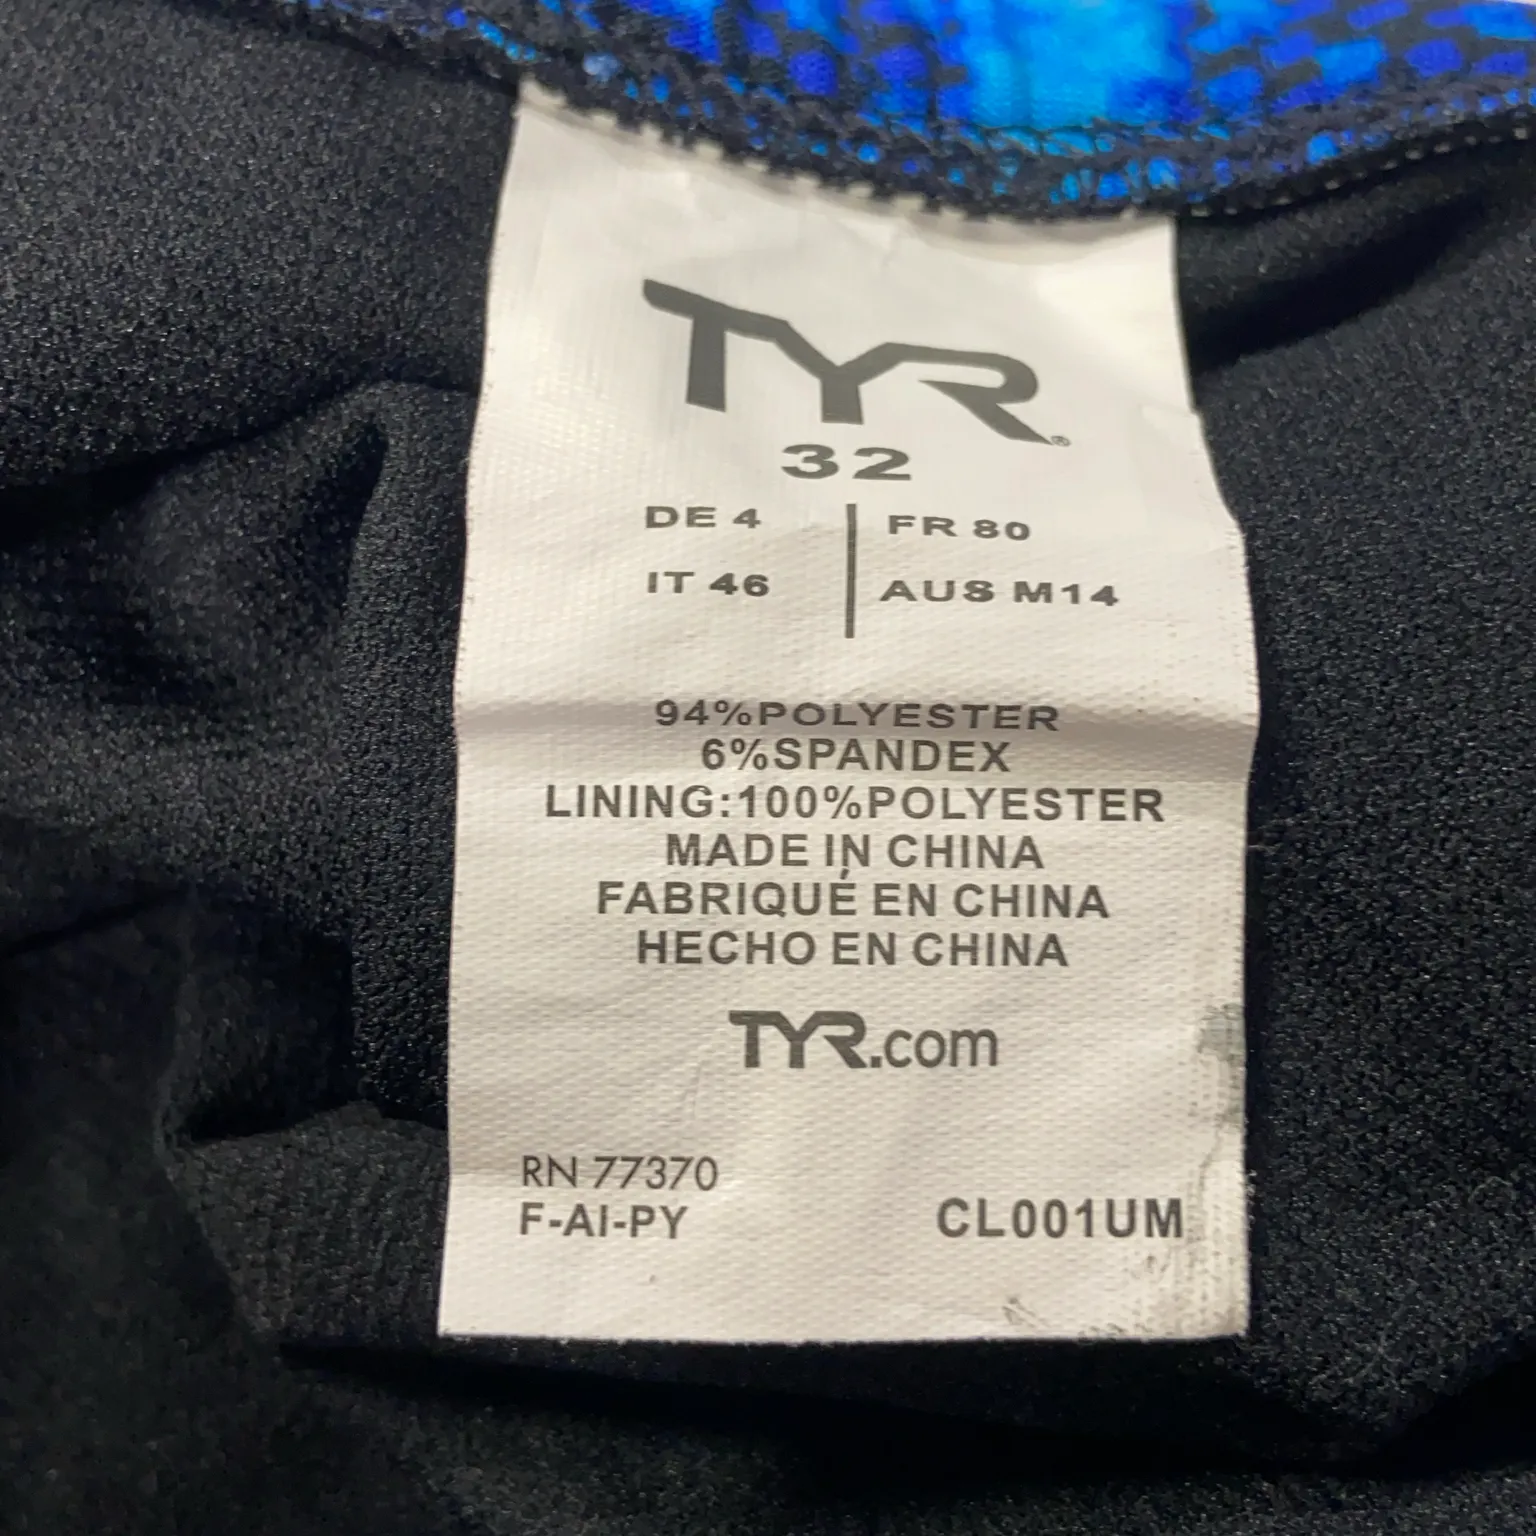 TYR®
32
DE 4 | FR 80
IT 46 | AUS M14
94%POLYESTER
6%SPANDEX
LINING:100%POLYESTER
MADE IN CHINA
FABRIQUÉ EN CHINA
HECHO EN CHINA
TYR.com
RN 77370
F-AI-PY CL001UM